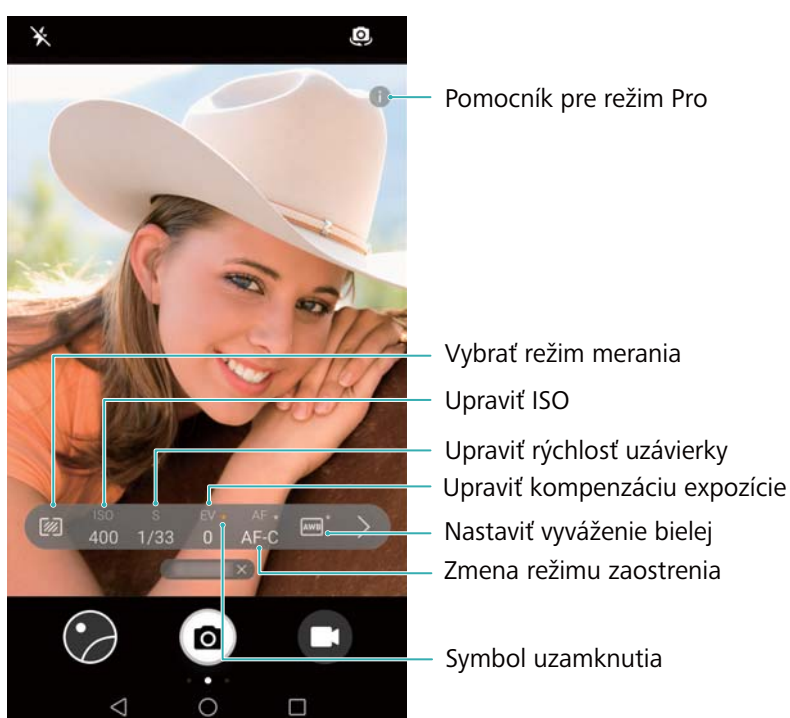 Pomocník pre režim Pro
Vybrať režim merania
Upraviť ISO
Upraviť rýchlosť uzávierky
Upraviť kompenzáciu expozície
ISO S EV AF
400 1/33 0 AF-C AWB
Nastaviť vyváženie bielej
Zmena režimu zaostrenia
Symbol uzamknutia